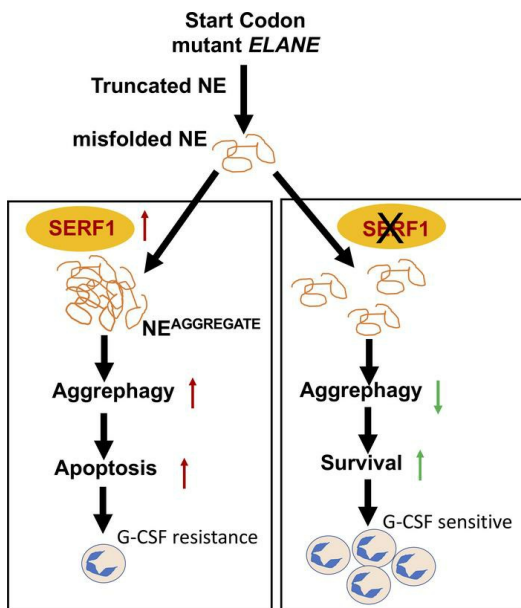 Start Codon
mutant ELANE
Truncated NE
misfolded NE
SERF1
NEAGGREGATE
Aggrephagy
Apoptosis
G-CSF resistance
SERF1
Aggrephagy
Survival
G-CSF sensitive